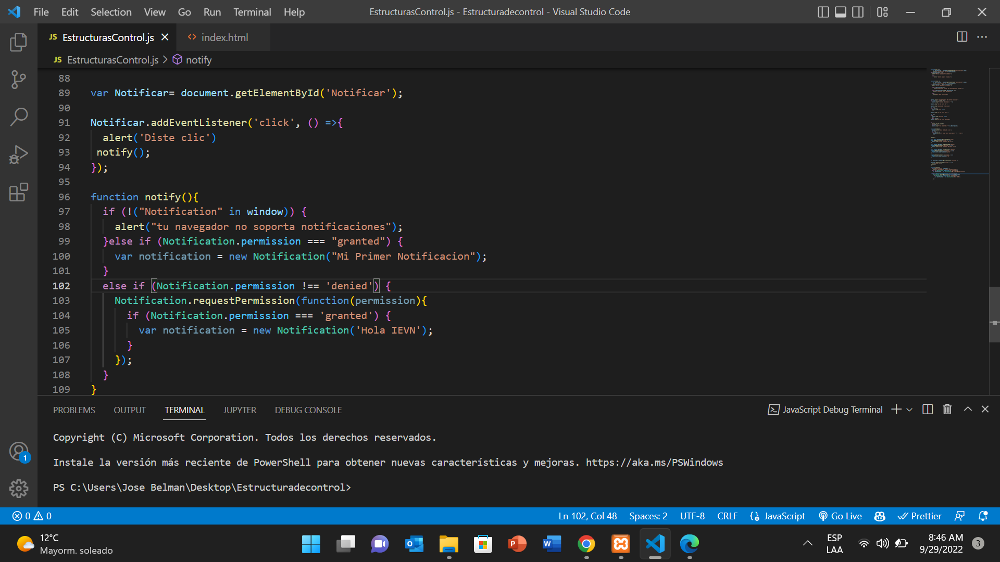 File Edit Selection View Go Run Terminal Help EstructurasControl.js - Estructuradecontrol - Visual Studio Code
JS EstructurasControl.js <> index.html
JS EstructurasControl.js > notify
88
89 var Notificar= document.getElementById('Notificar');
90
91 Notificar.addEventListener('click', () =>{
92 alert('Diste clic')
93 notify();
94 });
95
96 function notify(){
97 if (!("Notification" in window)) {
98 alert("tu navegador no soporta notificaciones");
99 }else if (Notification.permission === "granted") {
100 var notification = new Notification("Mi Primer Notificacion");
101 }
102 else if (Notification.permission !== 'denied') {
103 Notification.requestPermission(function(permission){
104 if (Notification.permission === 'granted') {
105 var notification = new Notification('Hola IEVN');
106 }
107 });
108 }
109 }
PROBLEMS OUTPUT TERMINAL JUPYTER DEBUG CONSOLE JavaScript Debug Terminal
Copyright (C) Microsoft Corporation. Todos los derechos reservados.
Instale la versión más reciente de PowerShell para obtener nuevas características y mejoras. https://aka.ms/PSWindows
PS C:\Users\Jose Belman\Desktop\Estructuradecontrol>
1
0 0 Ln 102, Col 48 Spaces: 2 UTF-8 CRLF JavaScript Go Live Prettier
12°C
Mayorm. soleado
ESP
LAA
8:46 AM
9/29/2022
3